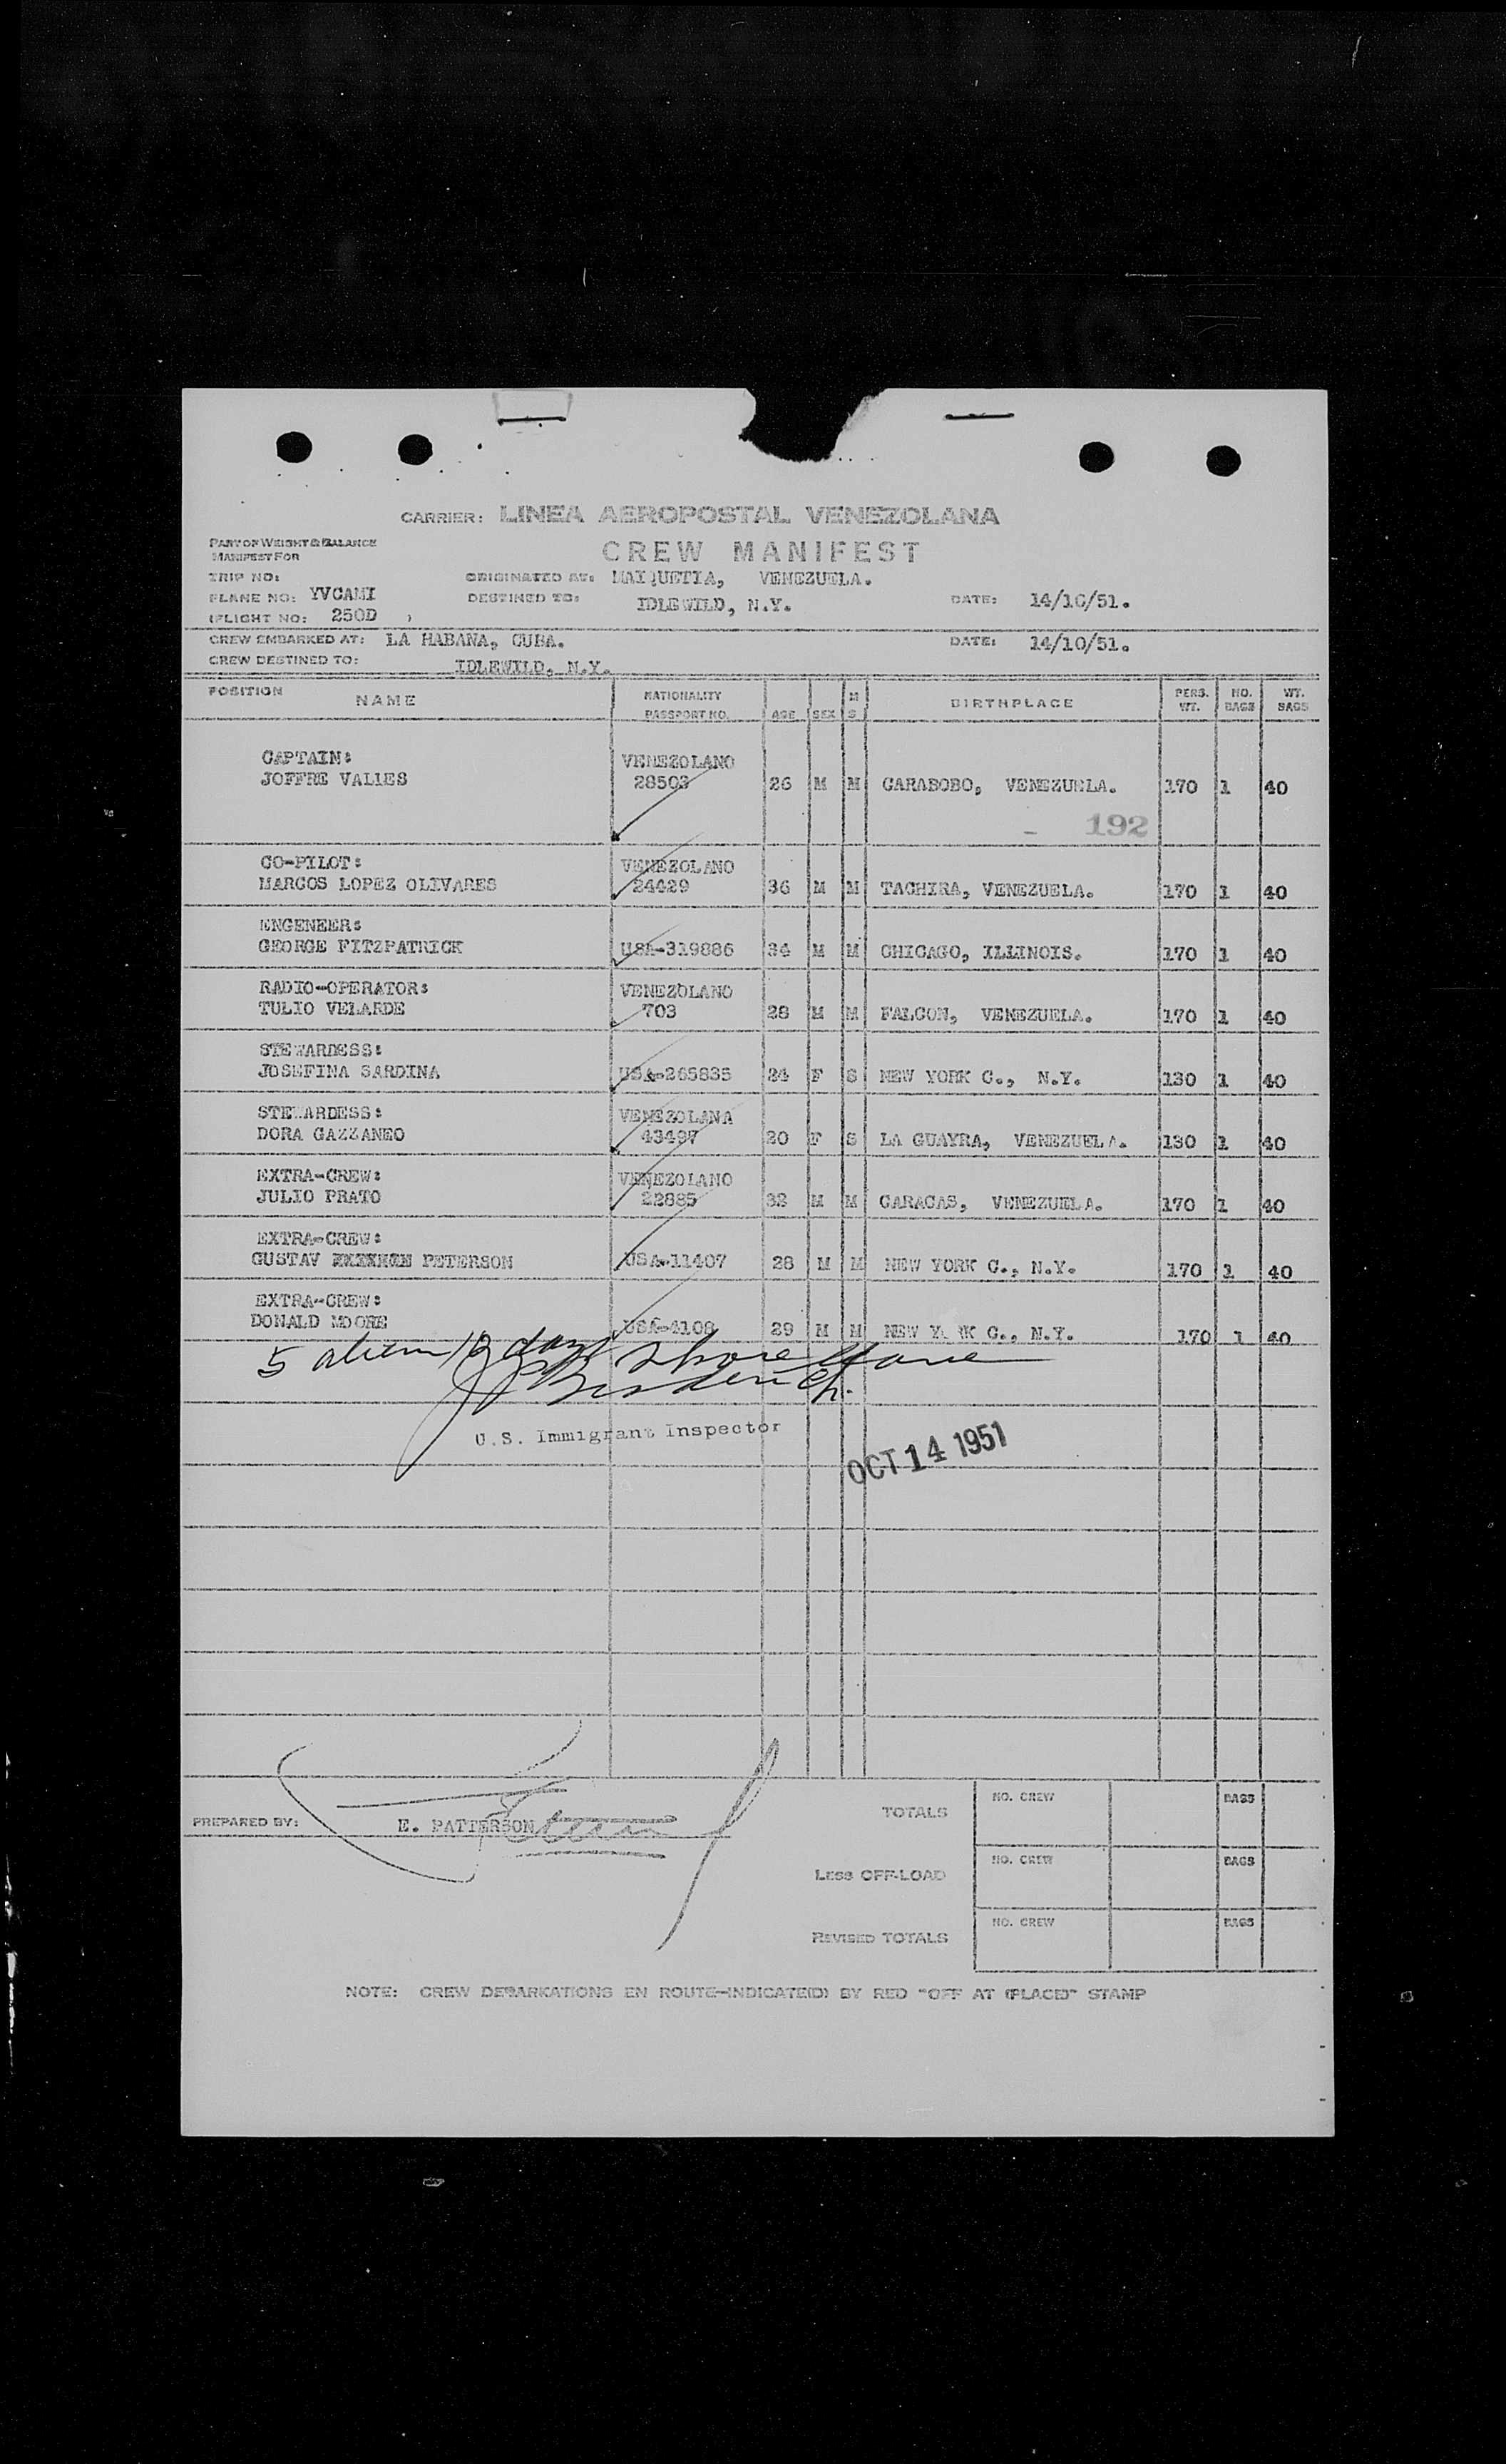 CARRIER: LINEA AEROPOSTAL VENEZOLANA
PART OF WEIGHT & BALANCE
MANIFEST FOR
CREW MANIFEST
TRIP NO:
ORIGINATED AT: MAIQUETIA, VENEZUELA.
PLANE NO: YVCAMI
DESTINED TO: IDLEWILD, N.Y.
DATE: 14/10/51.
(FLIGHT NO: 250D )
CREW EMBARKED AT: LA HABANA, CUBA.
DATE: 14/10/51.
CREW DESTINED TO: IDLEWILD, N.Y.
POSITION NAME NATIONALITY PASSPORT NO. AGE SEX M S BIRTHPLACE PERS. WT. NO. BAGS WT. BAGS
CAPTAIN: VENEZOLANO
JOFFRE VALLES 28503 26 M M CARABOBO, VENEZUELA. 170 1 40
192
CO-PILOT: VENEZOLANO
MARCOS LOPEZ OLIVARES 24429 36 M M TACHIRA, VENEZUELA. 170 1 40
ENGENEER:
GEORGE FITZPATRICK USA-319886 34 M M CHICAGO, ILLINOIS. 170 1 40
RADIO-OPERATOR: VENEZOLANO
TULIO VELARDE 703 28 M M FALCON, VENEZUELA. 170 1 40
STEWARDESS:
JOSEFINA SARDINA USA-265835 24 F S NEW YORK C., N.Y. 130 1 40
STEWARDESS: VENEZOLANA
DORA GAZZANEO 43497 20 F S LA GUAYRA, VENEZUELA. 130 1 40
EXTRA-CREW: VENEZOLANO
JULIO PRATO 22885 32 M M CARACAS, VENEZUELA. 170 1 40
EXTRA-CREW:
GUSTAV PETERSON USA-11407 28 M M NEW YORK C., N.Y. 170 1 40
EXTRA-CREW:
DONALD MOORE USA-4108 29 M M NEW YORK C., N.Y. 170 1 40
5 aliens days shore leave
U.S. Immigrant Inspector
OCT 14 1951
PREPARED BY: E. PATTERSON
TOTALS NO. CREW BAGS
LESS OFF-LOAD NO. CREW BAGS
REVISED TOTALS NO. CREW BAGS
NOTE: CREW DEBARKATIONS EN ROUTE-INDICATE(D) BY RED "OFF AT (PLACE)" STAMP